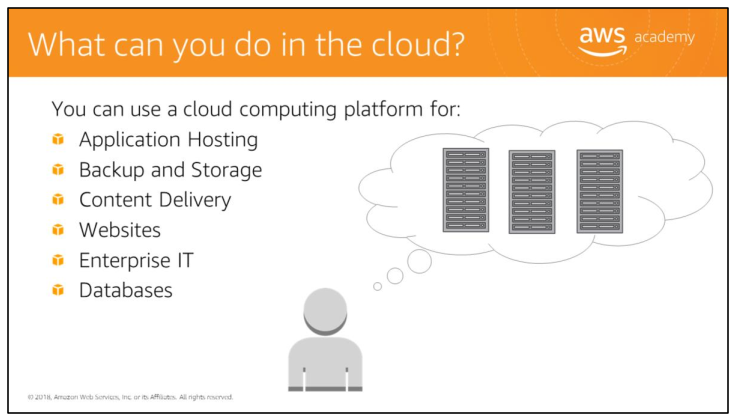 What can you do in the cloud?
aws academy
You can use a cloud computing platform for:
Application Hosting
Backup and Storage
Content Delivery
Websites
Enterprise IT
Databases
© 2018, Amazon Web Services, Inc. or its Affiliates. All rights reserved.